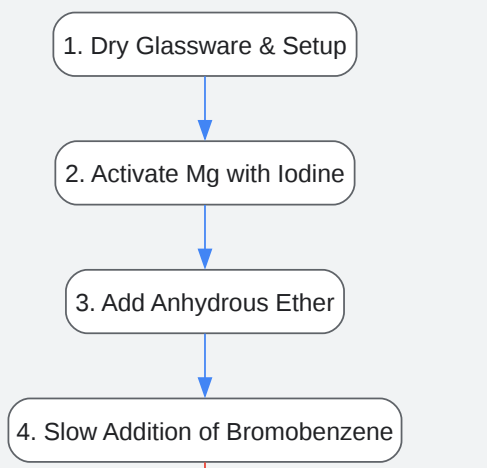 1. Dry Glassware & Setup
2. Activate Mg with Iodine
3. Add Anhydrous Ether
4. Slow Addition of Bromobenzene